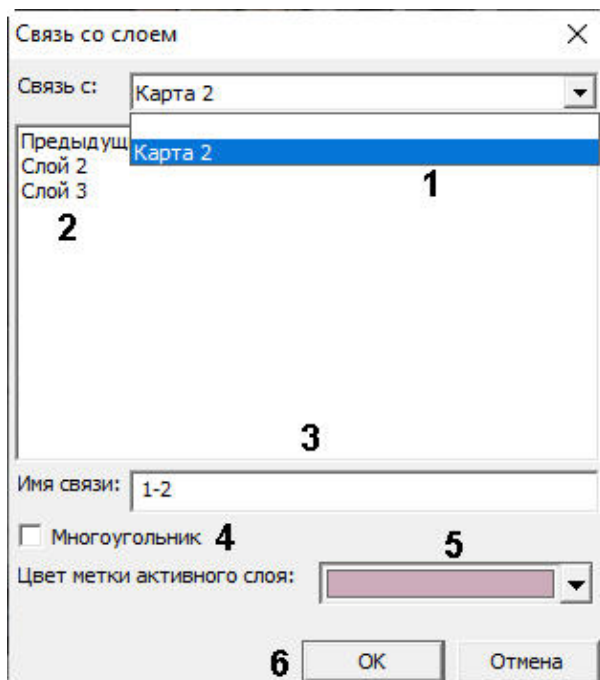 Связь со слоем
Связь с: Карта 2
Карта 2
Предыдущ
Слой 2
Слой 3
1
2
3
Имя связи: 1-2
Многоугольник 4
5
Цвет метки активного слоя:
6 OK Отмена